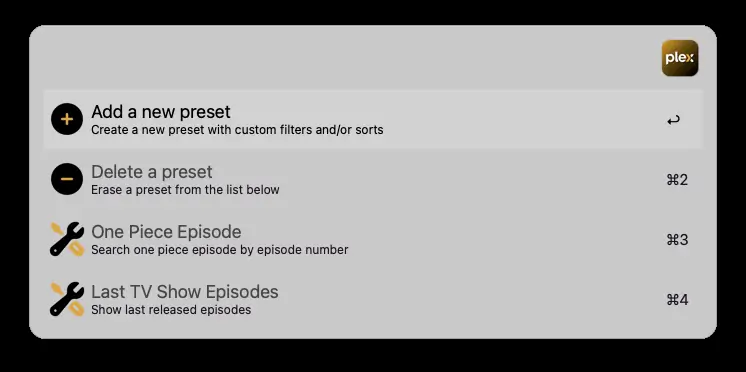 plex
Add a new preset
Create a new preset with custom filters and/or sorts
↩
Delete a preset
Erase a preset from the list below
⌘2
One Piece Episode
Search one piece episode by episode number
⌘3
Last TV Show Episodes
Show last released episodes
⌘4